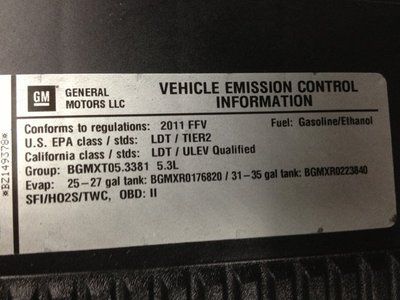 GM
GENERAL MOTORS LLC
VEHICLE EMISSION CONTROL INFORMATION
Conforms to regulations: 2011 FFV Fuel: Gasoline/Ethanol
U.S. EPA class / stds: LDT / TIER2
California class / stds: LDT / ULEV Qualified
Group: BGMXT05.3381 5.3L
Evap: 25-27 gal tank: BGMXR0176820 / 31-35 gal tank: BGMXR0223840
SFI/HO2S/TWC, OBD: II
*BZ149378*